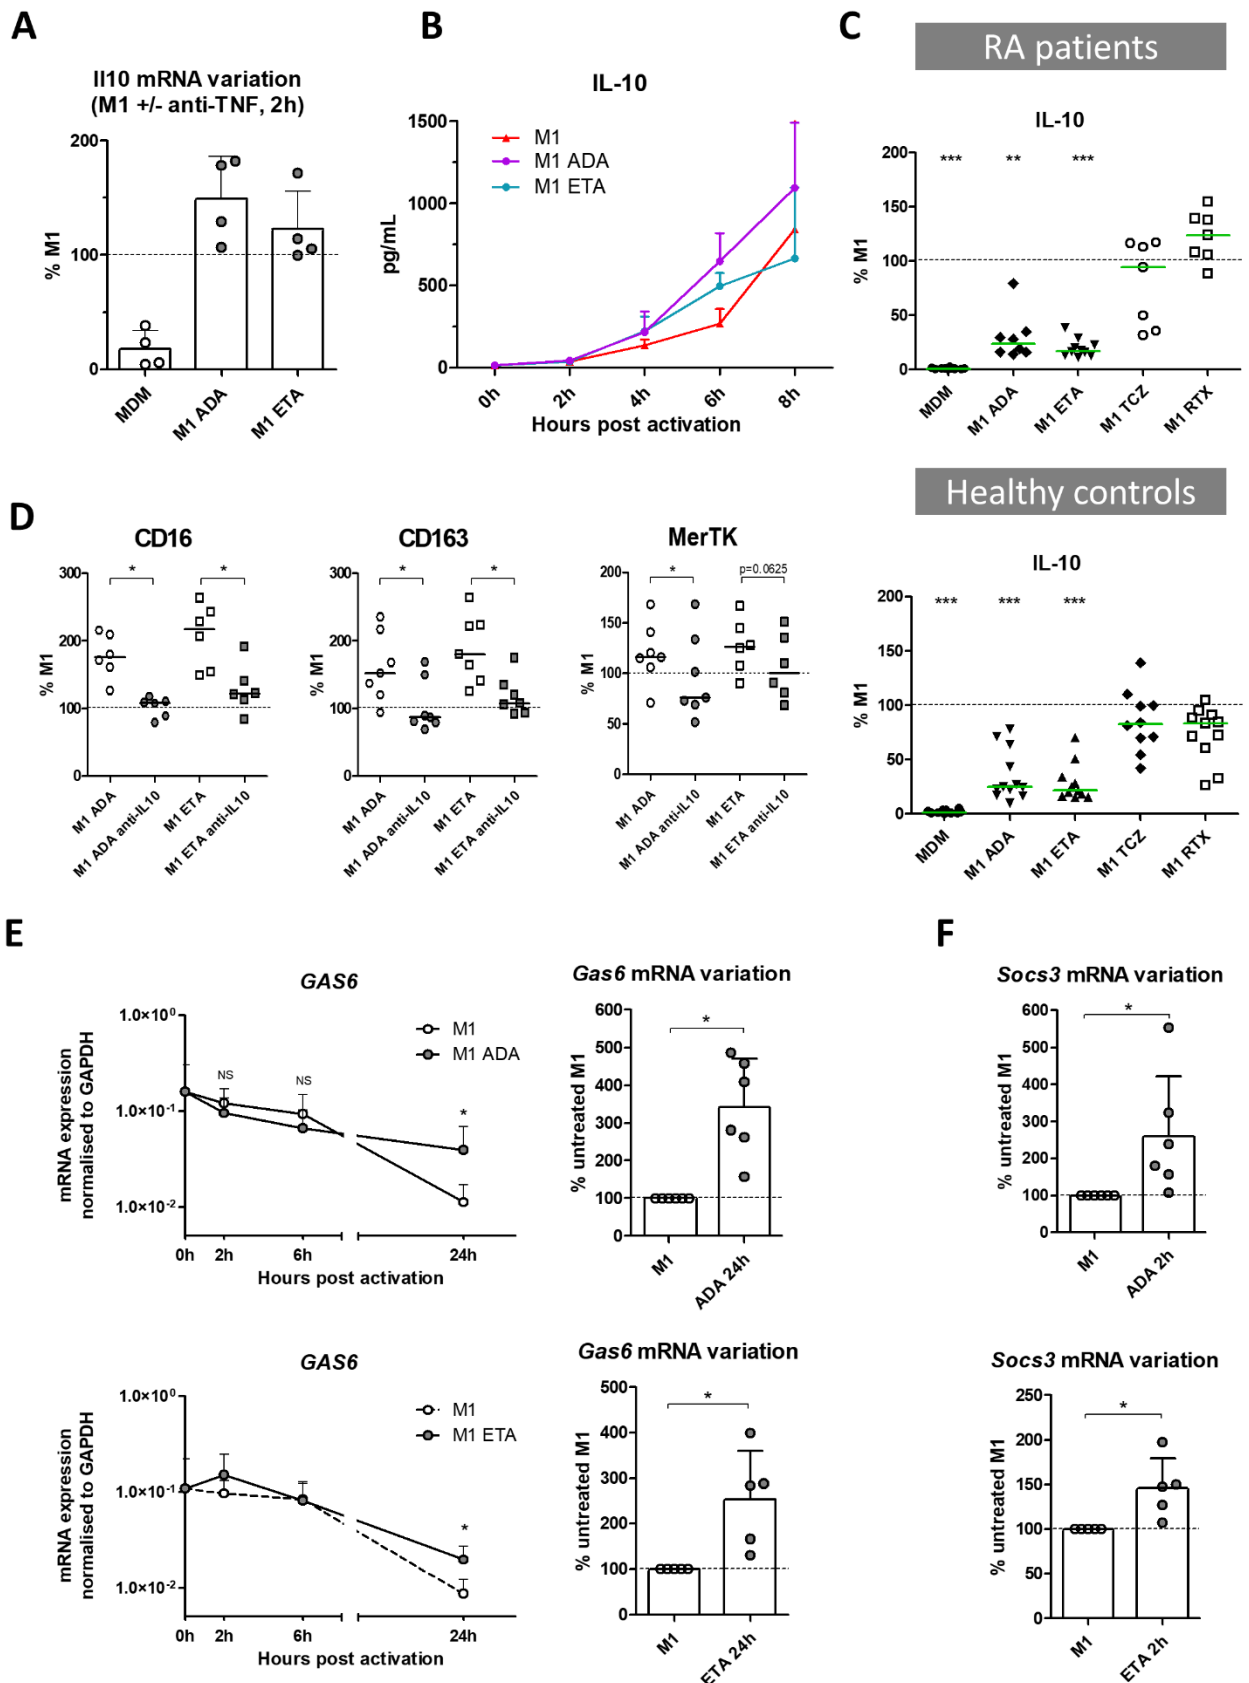 A
Il10 mRNA variation
(M1 +/- anti-TNF, 2h)
% M1
200
100
0
MDM
M1 ADA
M1 ETA
B
IL-10
M1
M1 ADA
M1 ETA
pg/mL
1500
1000
500
0
0h
2h
4h
6h
8h
Hours post activation
C
RA patients
IL-10
*** ** ***
% M1
200
150
100
50
0
MDM
M1 ADA
M1 ETA
M1 TCZ
M1 RTX
Healthy controls
IL-10
*** *** ***
% M1
200
150
100
50
0
MDM
M1 ADA
M1 ETA
M1 TCZ
M1 RTX
D
CD16
* *
% M1
300
200
100
0
M1 ADA
M1 ADA anti-IL10
M1 ETA
M1 ETA anti-IL10
CD163
* *
% M1
300
200
100
0
M1 ADA
M1 ADA anti-IL10
M1 ETA
M1 ETA anti-IL10
MerTK
* p=0.0625
% M1
200
150
100
50
0
M1 ADA
M1 ADA anti-IL10
M1 ETA
M1 ETA anti-IL10
E
GAS6
M1
M1 ADA
mRNA expression
normalised to GAPDH
1.0×10⁰
1.0×10⁻¹
1.0×10⁻²
NS
NS
*
0h
2h
6h
24h
Hours post activation
Gas6 mRNA variation
*
% untreated M1
600
500
400
300
200
100
0
M1
ADA 24h
GAS6
M1
M1 ETA
mRNA expression
normalised to GAPDH
1.0×10⁰
1.0×10⁻¹
1.0×10⁻²
*
0h
2h
6h
24h
Hours post activation
Gas6 mRNA variation
*
% untreated M1
500
400
300
200
100
0
M1
ETA 24h
F
Socs3 mRNA variation
*
% untreated M1
600
500
400
300
200
100
0
M1
ADA 2h
Socs3 mRNA variation
*
% untreated M1
250
200
150
100
50
0
M1
ETA 2h